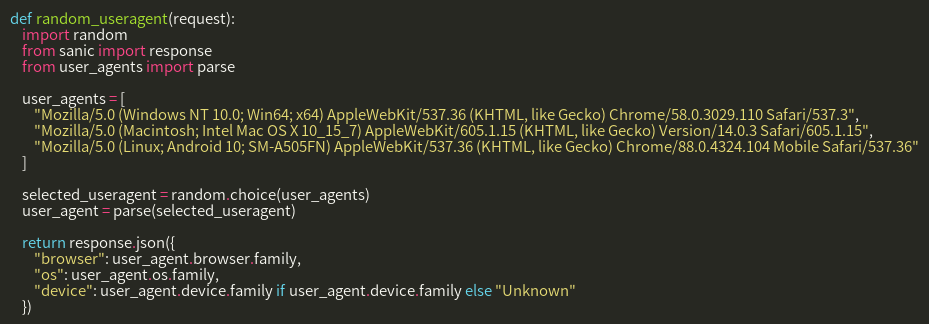 def random_useragent(request):
    import random
    from sanic import response
    from user_agents import parse

    user_agents = [
        "Mozilla/5.0 (Windows NT 10.0; Win64; x64) AppleWebKit/537.36 (KHTML, like Gecko) Chrome/58.0.3029.110 Safari/537.3",
        "Mozilla/5.0 (Macintosh; Intel Mac OS X 10_15_7) AppleWebKit/605.1.15 (KHTML, like Gecko) Version/14.0.3 Safari/605.1.15",
        "Mozilla/5.0 (Linux; Android 10; SM-A505FN) AppleWebKit/537.36 (KHTML, like Gecko) Chrome/88.0.4324.104 Mobile Safari/537.36"
    ]

    selected_useragent = random.choice(user_agents)
    user_agent = parse(selected_useragent)

    return response.json({
        "browser": user_agent.browser.family,
        "os": user_agent.os.family,
        "device": user_agent.device.family if user_agent.device.family else "Unknown"
    })